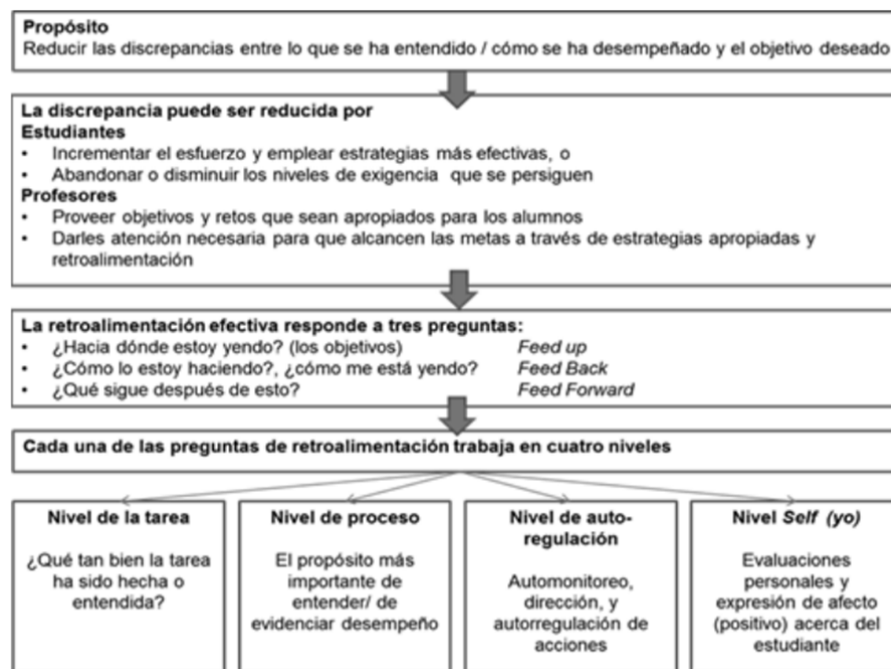 Propósito
Reducir las discrepancias entre lo que se ha entendido / cómo se ha desempeñado y el objetivo deseado
La discrepancia puede ser reducida por
Estudiantes
• Incrementar el esfuerzo y emplear estrategias más efectivas, o
• Abandonar o disminuir los niveles de exigencia que se persiguen
Profesores
• Proveer objetivos y retos que sean apropiados para los alumnos
• Darles atención necesaria para que alcancen las metas a través de estrategias apropiadas y
retroalimentación
La retroalimentación efectiva responde a tres preguntas:
• ¿Hacia dónde estoy yendo? (los objetivos) Feed up
• ¿Cómo lo estoy haciendo?, ¿cómo me está yendo? Feed Back
• ¿Qué sigue después de esto? Feed Forward
Cada una de las preguntas de retroalimentación trabaja en cuatro niveles
Nivel de la tarea
¿Qué tan bien la tarea
ha sido hecha o
entendida?
Nivel de proceso
El propósito más
importante de
entender/ de
evidenciar desempeño
Nivel de auto-
regulación
Automonitoreo,
dirección, y
autorregulación de
acciones
Nivel Self (yo)
Evaluaciones
personales y
expresión de afecto
(positivo) acerca del
estudiante